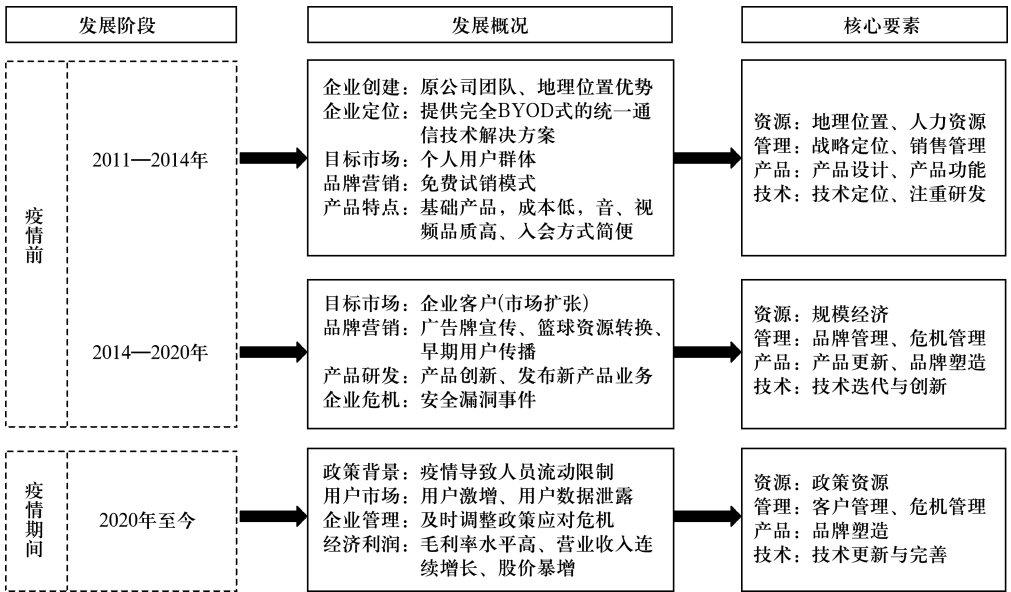 发展阶段
发展概况
核心要素
疫情前
2011—2014年
企业创建：原公司团队、地理位置优势
企业定位：提供完全BYOD式的统一通
信技术解决方案
目标市场：个人用户群体
品牌营销：免费试销模式
产品特点：基础产品，成本低，音、视
频品质高、入会方式简便
资源：地理位置、人力资源
管理：战略定位、销售管理
产品：产品设计、产品功能
技术：技术定位、注重研发
2014—2020年
目标市场：企业客户(市场扩张)
品牌营销：广告牌宣传、篮球资源转换、
早期用户传播
产品研发：产品创新、发布新产品业务
企业危机：安全漏洞事件
资源：规模经济
管理：品牌管理、危机管理
产品：产品更新、品牌塑造
技术：技术迭代与创新
疫情期间
2020年至今
政策背景：疫情导致人员流动限制
用户市场：用户激增、用户数据泄露
企业管理：及时调整政策应对危机
经济利润：毛利率水平高、营业收入连
续增长、股价暴增
资源：政策资源
管理：客户管理、危机管理
产品：品牌塑造
技术：技术更新与完善